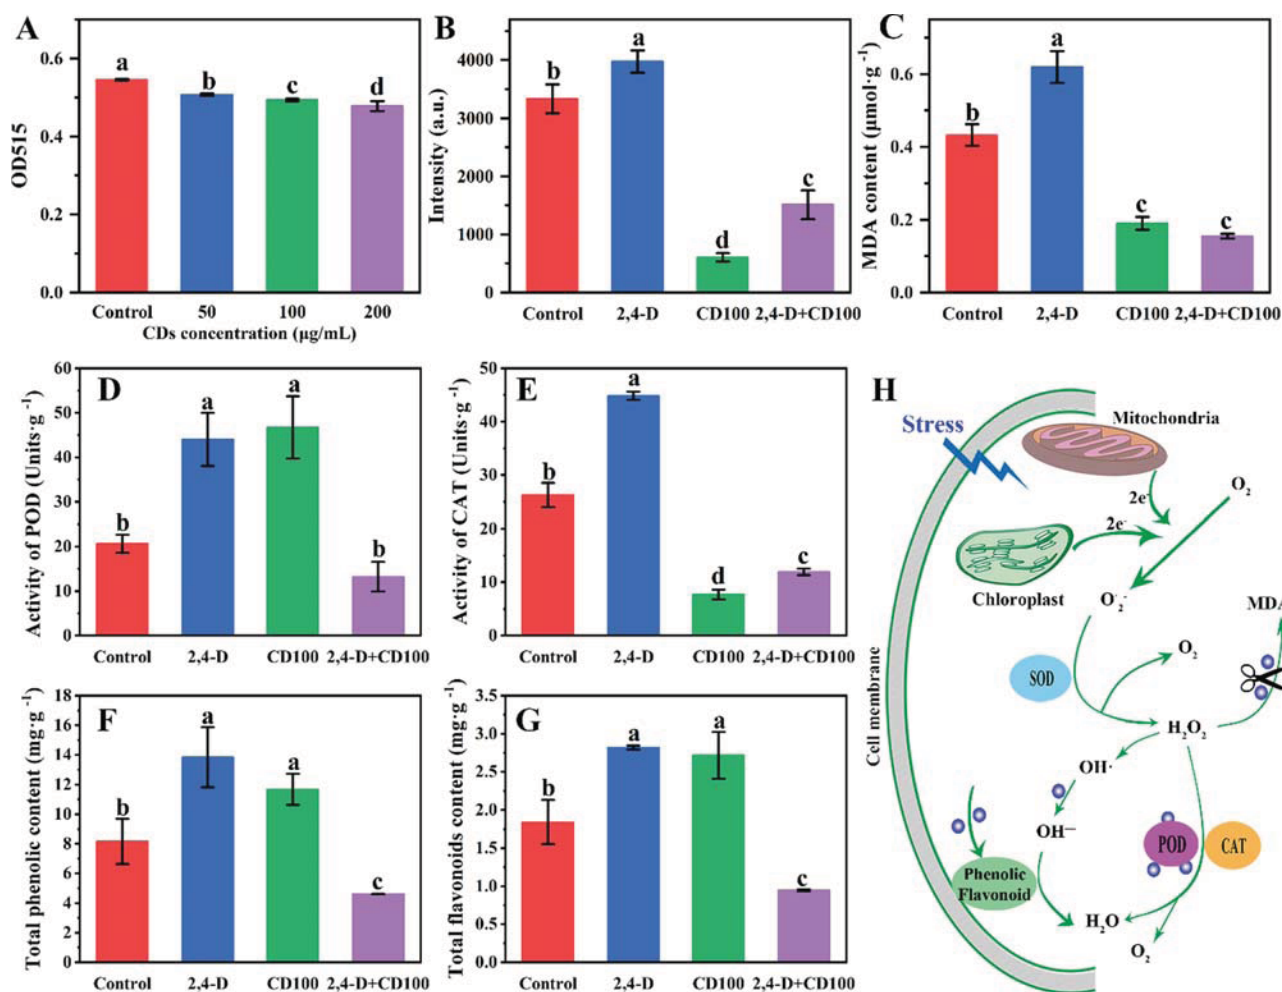 A
OD515
0.6
0.4
0.2
0.0
a
b
c
d
Control
50
100
200
CDs concentration (μg/mL)
B
Intensity (a.u.)
4000
3000
2000
1000
0
b
a
d
c
Control
2,4-D
CD100
2,4-D+CD100
C
MDA content (μmol·g⁻¹)
0.6
0.4
0.2
0.0
b
a
c
c
Control
2,4-D
CD100
2,4-D+CD100
D
Activity of POD (Units·g⁻¹)
60
50
40
30
20
10
0
b
a
a
b
Control
2,4-D
CD100
2,4-D+CD100
E
Activity of CAT (Units·g⁻¹)
50
40
30
20
10
0
b
a
d
c
Control
2,4-D
CD100
2,4-D+CD100
F
Total phenolic content (mg·g⁻¹)
18
16
14
12
10
8
6
4
2
0
b
a
a
c
Control
2,4-D
CD100
2,4-D+CD100
G
Total flavonoids content (mg·g⁻¹)
3.5
3.0
2.5
2.0
1.5
1.0
0.5
0.0
b
a
a
c
Control
2,4-D
CD100
2,4-D+CD100
H
Stress
Mitochondria
2e⁻
O₂
2e⁻
Chloroplast
O₂·⁻
MDA
O₂
SOD
Cell membrane
H₂O₂
OH·
OH—
POD
CAT
Phenolic
Flavonoid
H₂O
O₂